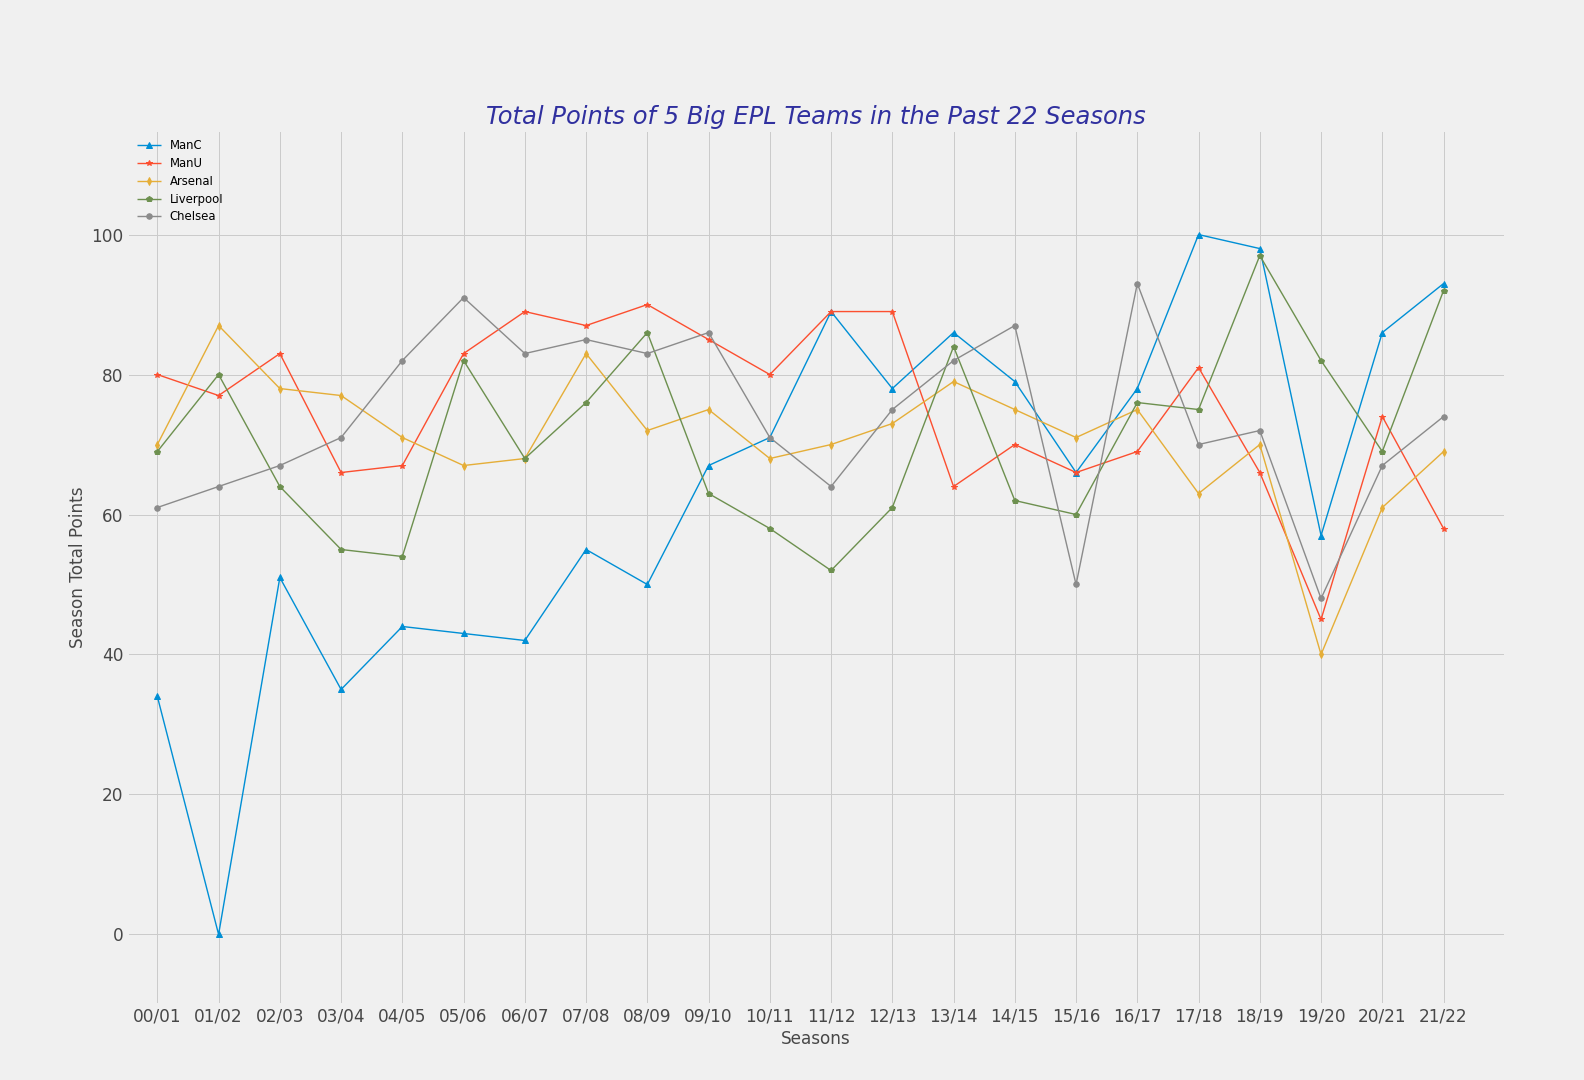 Total Points of 5 Big EPL Teams in the Past 22 Seasons
ManC
ManU
Arsenal
Liverpool
Chelsea
100
80
60
40
20
0
Season Total Points
00/01 01/02 02/03 03/04 04/05 05/06 06/07 07/08 08/09 09/10 10/11 11/12 12/13 13/14 14/15 15/16 16/17 17/18 18/19 19/20 20/21 21/22
Seasons